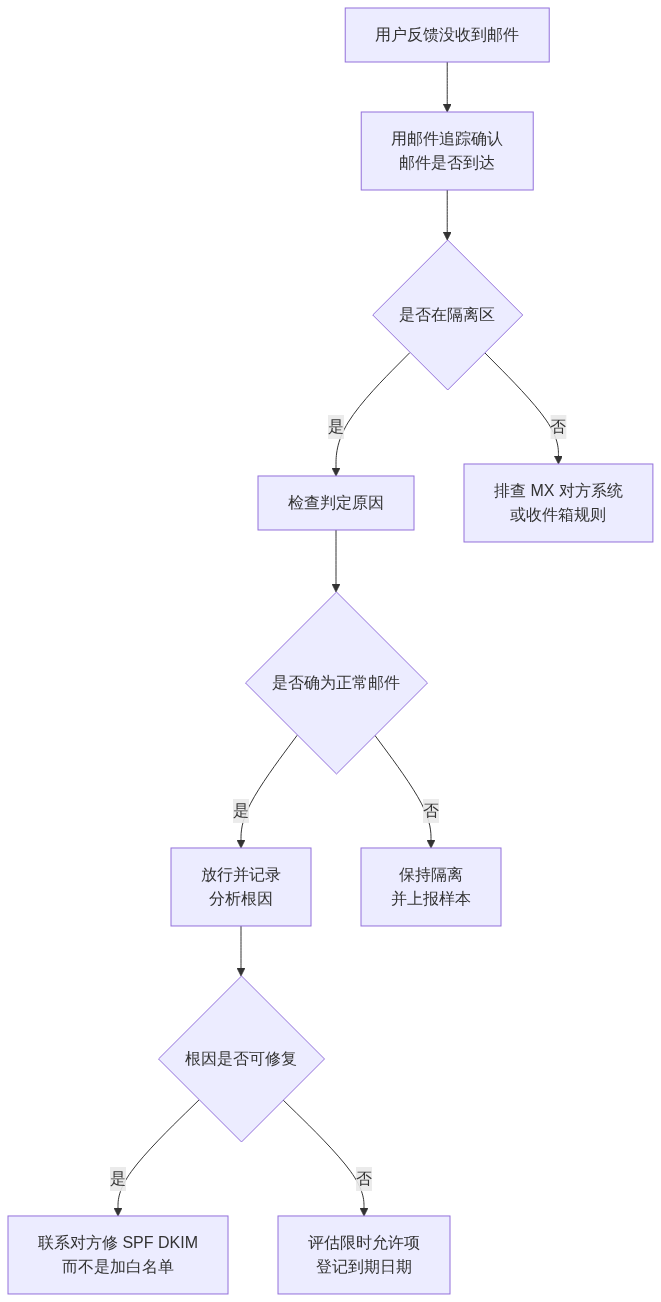 用户反馈没收到邮件
用邮件追踪确认
邮件是否到达
是否在隔离区
是
否
检查判定原因
排查 MX 对方系统
或收件箱规则
是否确为正常邮件
是
否
放行并记录
分析根因
保持隔离
并上报样本
根因是否可修复
是
否
联系对方修 SPF DKIM
而不是加白名单
评估限时允许项
登记到期日期